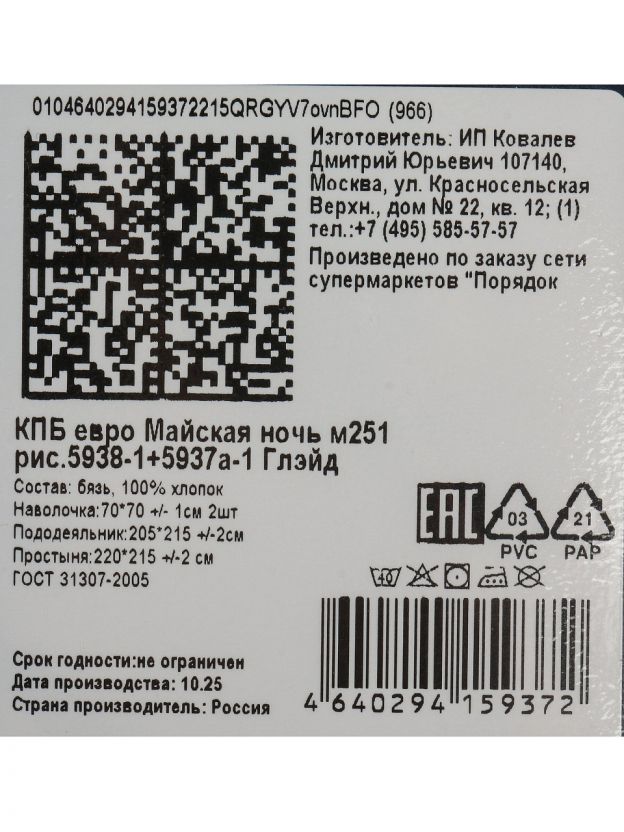 0104640294159372215QRGYV7ovnBFO (966)
Изготовитель: ИП Ковалев
Дмитрий Юрьевич 107140,
Москва, ул. Красносельская
Верхн., дом № 22, кв. 12; (1)
тел.:+7 (495) 585-57-57
Произведено по заказу сети
супермаркетов "Порядок
КПБ евро Майская ночь м251
рис.5938-1+5937а-1 Глэйд
Состав: бязь, 100% хлопок
Наволочка:70*70 +/- 1см 2шт
Пододеяльник:205*215 +/-2см
Простыня:220*215 +/-2 см
ГОСТ 31307-2005
EAC
03
PVC
21
PAP
40
Срок годности:не ограничен
Дата производства: 10.25
Страна производитель: Россия
4 640294 159372